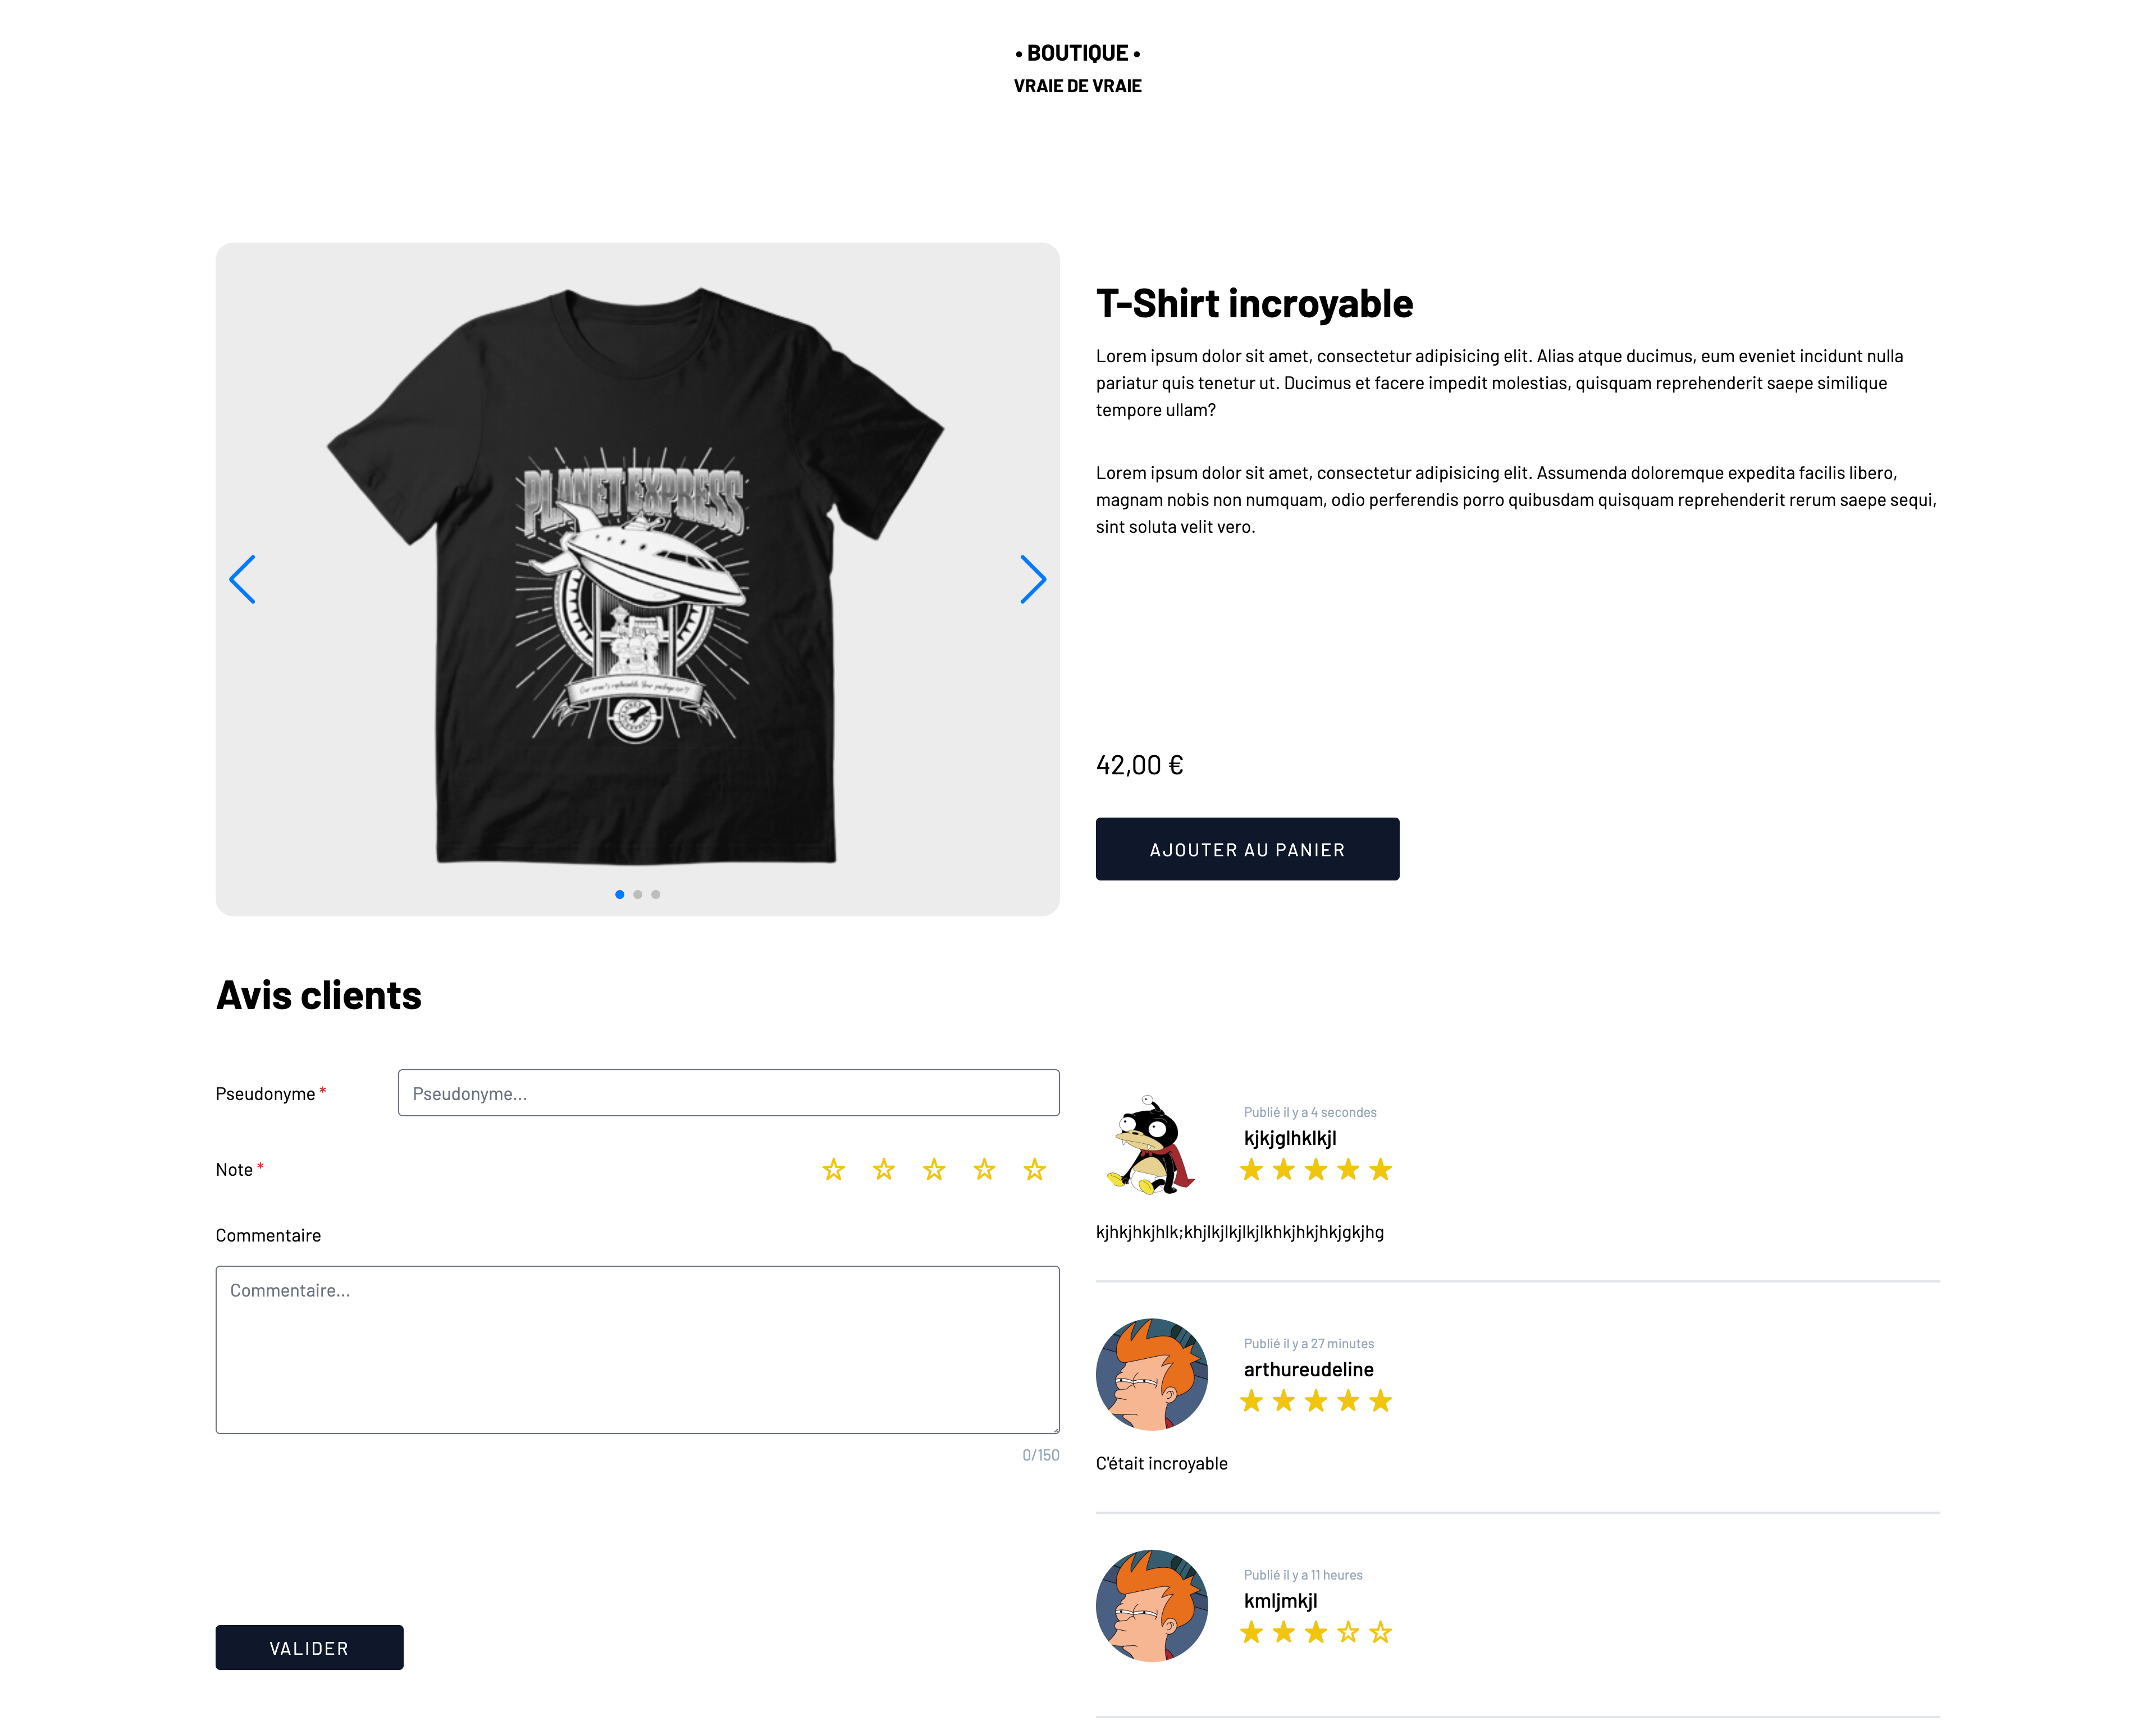 • BOUTIQUE •
VRAIE DE VRAIE
PLANET EXPRESS
T-Shirt incroyable
Lorem ipsum dolor sit amet, consectetur adipisicing elit. Alias atque ducimus, eum eveniet incidunt nulla
pariatur quis tenetur ut. Ducimus et facere impedit molestias, quisquam reprehenderit saepe similique
tempore ullam?
Lorem ipsum dolor sit amet, consectetur adipisicing elit. Assumenda doloremque expedita facilis libero,
magnam nobis non numquam, odio perferendis porro quibusdam quisquam reprehenderit rerum saepe sequi,
sint soluta velit vero.
42,00 €
AJOUTER AU PANIER
Avis clients
Pseudonyme *
Pseudonyme...
Note *
Commentaire
Commentaire...
0/150
VALIDER
Publié il y a 4 secondes
kjkjglhklkjl
kjhkjhkjhlk;khjlkjlkjlkjlkhkjhkjhkjgkjhg
Publié il y a 27 minutes
arthureudeline
C'était incroyable
Publié il y a 11 heures
kmljmkjl